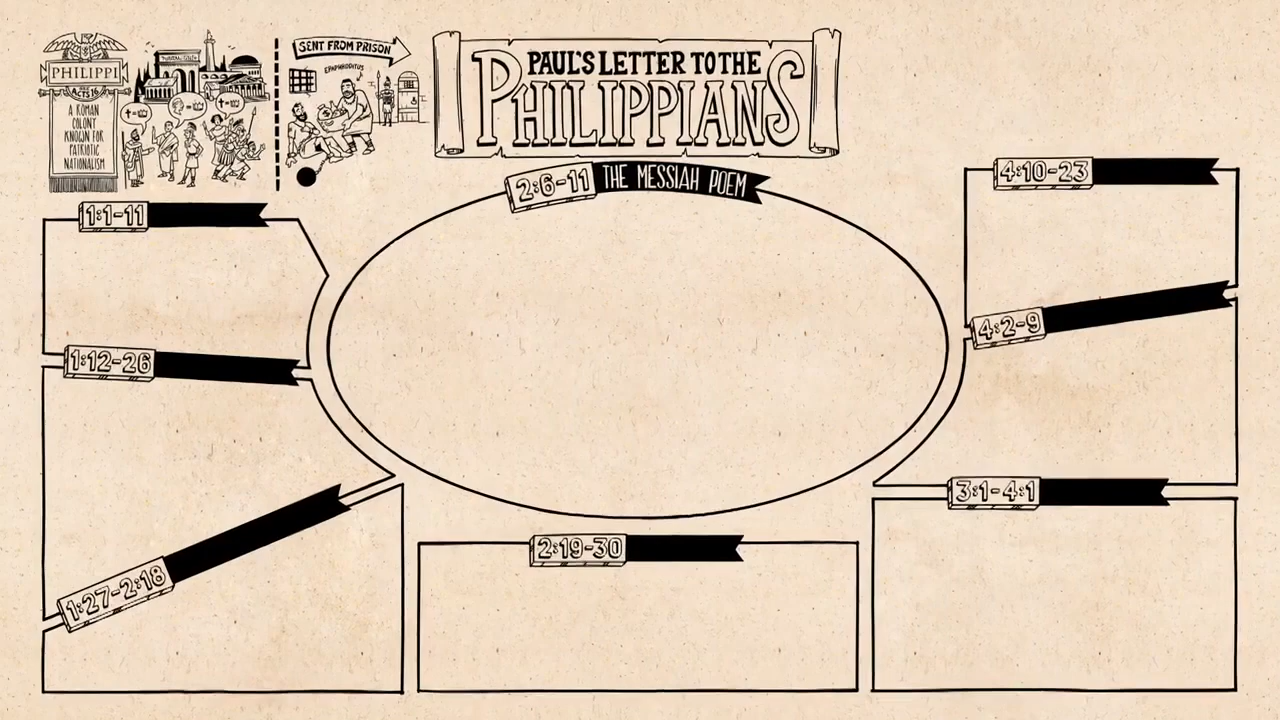 PHILIPPI
ACTS 16
A ROMAN
COLONY
KNOWN FOR
PATRIOTIC
NATIONALISM
SENT FROM PRISON
EPAPHRODITUS
PAUL'S LETTER TO THE
PHILIPPIANS
2:6-11 THE MESSIAH POEM
1:1-11
1:12-26
1:27-2:18
2:19-30
3:1-4:1
4:2-9
4:10-23